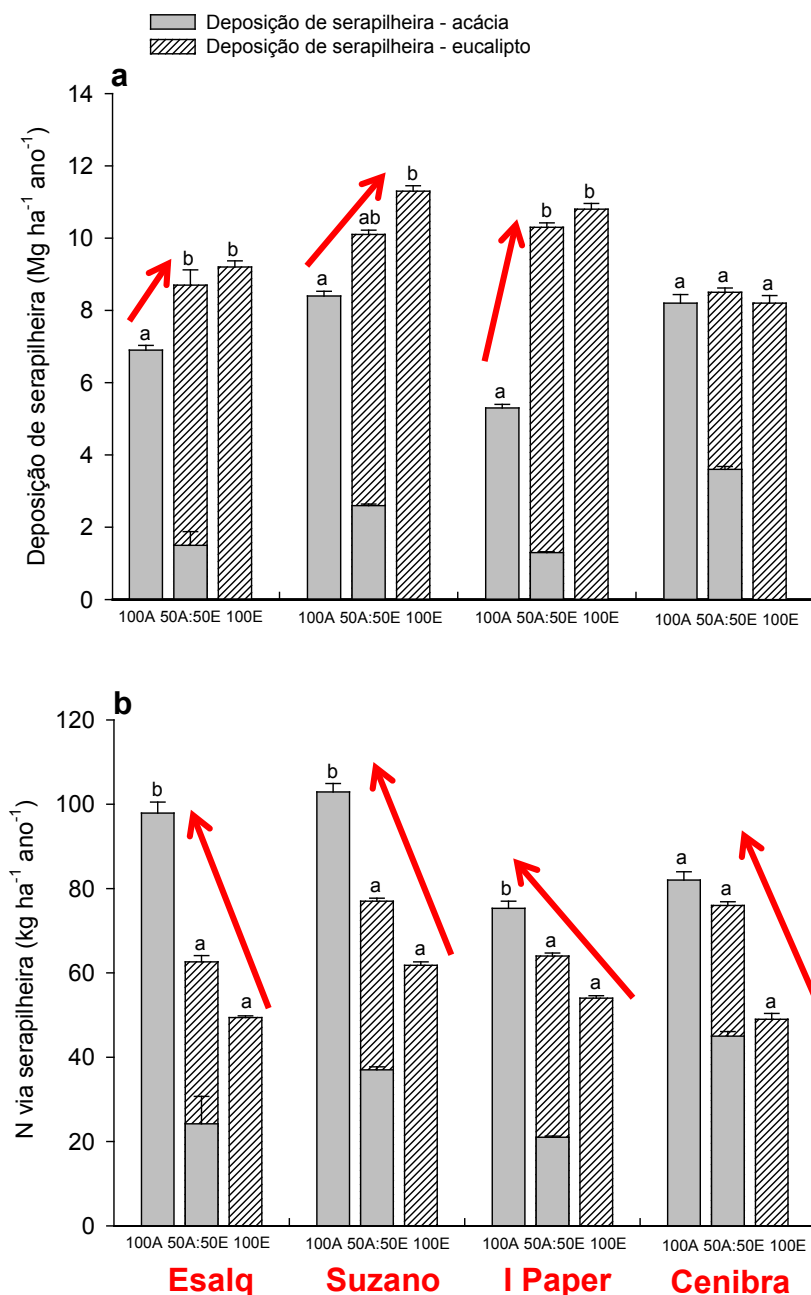 Deposição de serapilheira - acácia
Deposição de serapilheira - eucalipto
a
Deposição de serapilheira (Mg ha⁻¹ ano⁻¹)
14
12
10
8
6
4
2
0
a b b
a ab b
a b b
a a a
100A 50A:50E 100E 100A 50A:50E 100E 100A 50A:50E 100E 100A 50A:50E 100E
b
N via serapilheira (kg ha⁻¹ ano⁻¹)
120
100
80
60
40
20
0
b a a
b a a
b a a
a a a
100A 50A:50E 100E 100A 50A:50E 100E 100A 50A:50E 100E 100A 50A:50E 100E
Esalq Suzano I Paper Cenibra